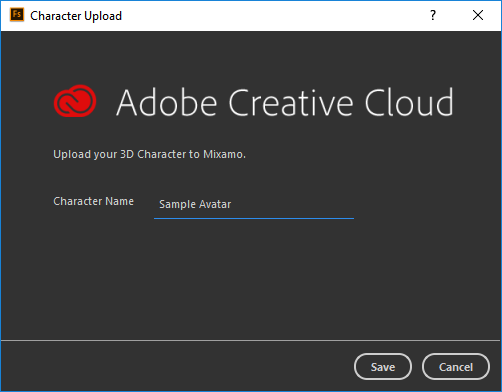 Fs Character Upload ?
Adobe Creative Cloud
Upload your 3D Character to Mixamo.
Character Name Sample Avatar
Save Cancel